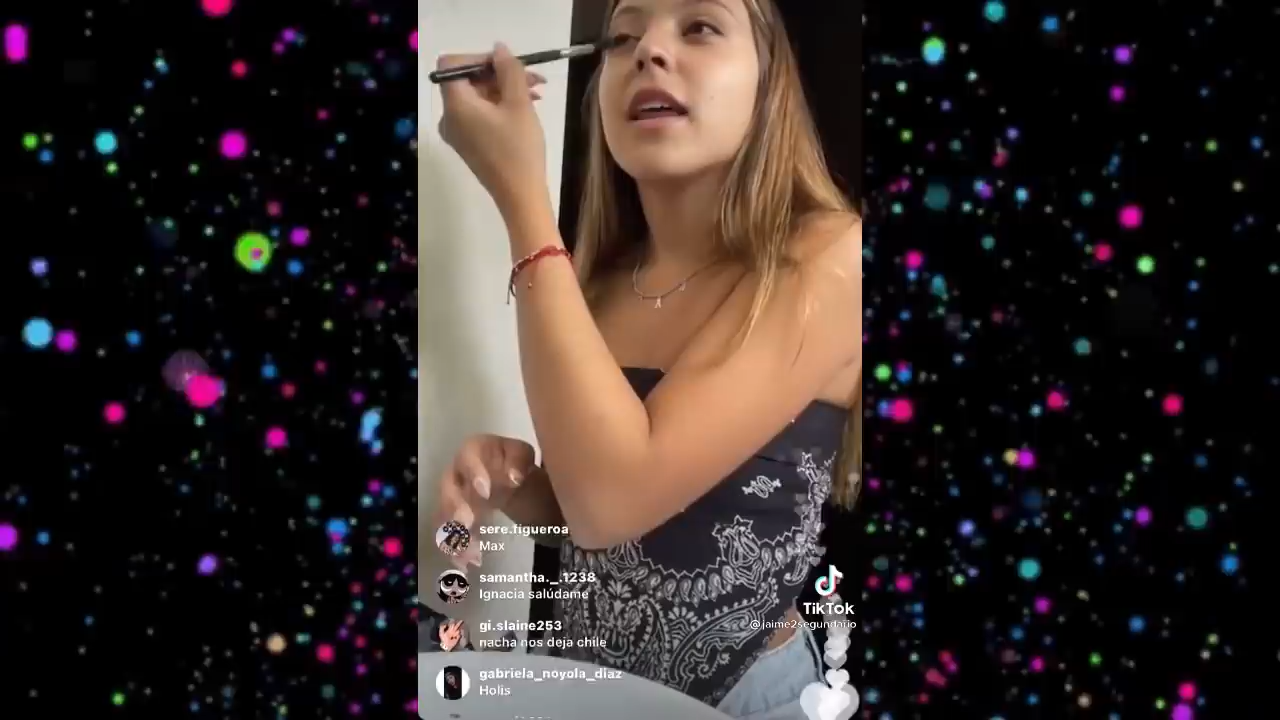 sere.figueroa
Max
samantha._.1238
Ignacia salúdame
gi.slaine253
nacha nos deja chile
gabriela_noyola_diaz
Holis
TikTok
@jaime2segundario
A